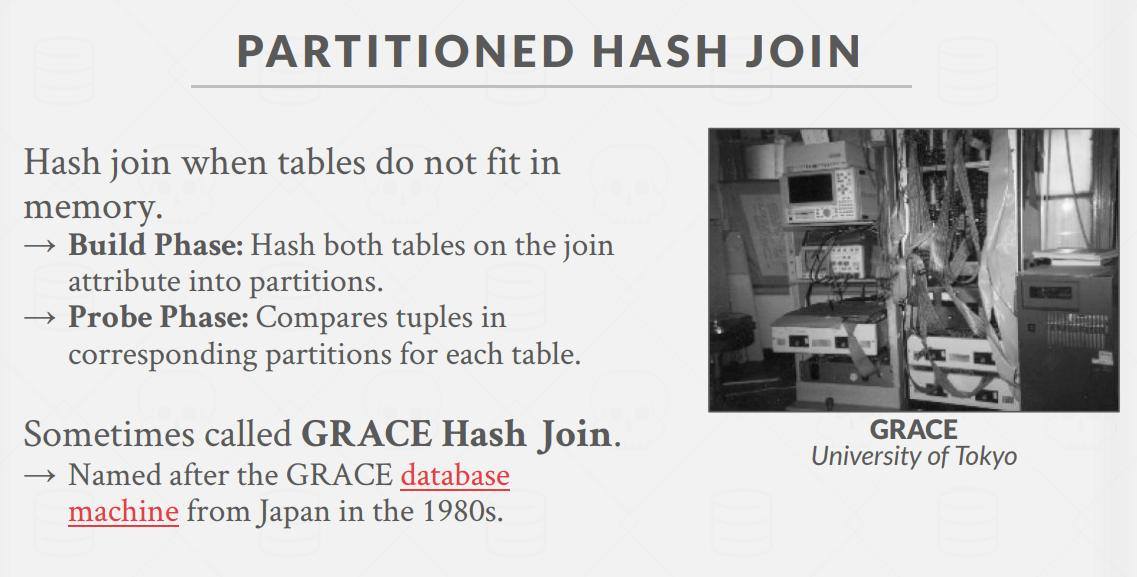 PARTITIONED HASH JOIN
Hash join when tables do not fit in
memory.
→ Build Phase: Hash both tables on the join
attribute into partitions.
→ Probe Phase: Compares tuples in
corresponding partitions for each table.
Sometimes called GRACE Hash Join.
→ Named after the GRACE database
machine from Japan in the 1980s.
GRACE
University of Tokyo